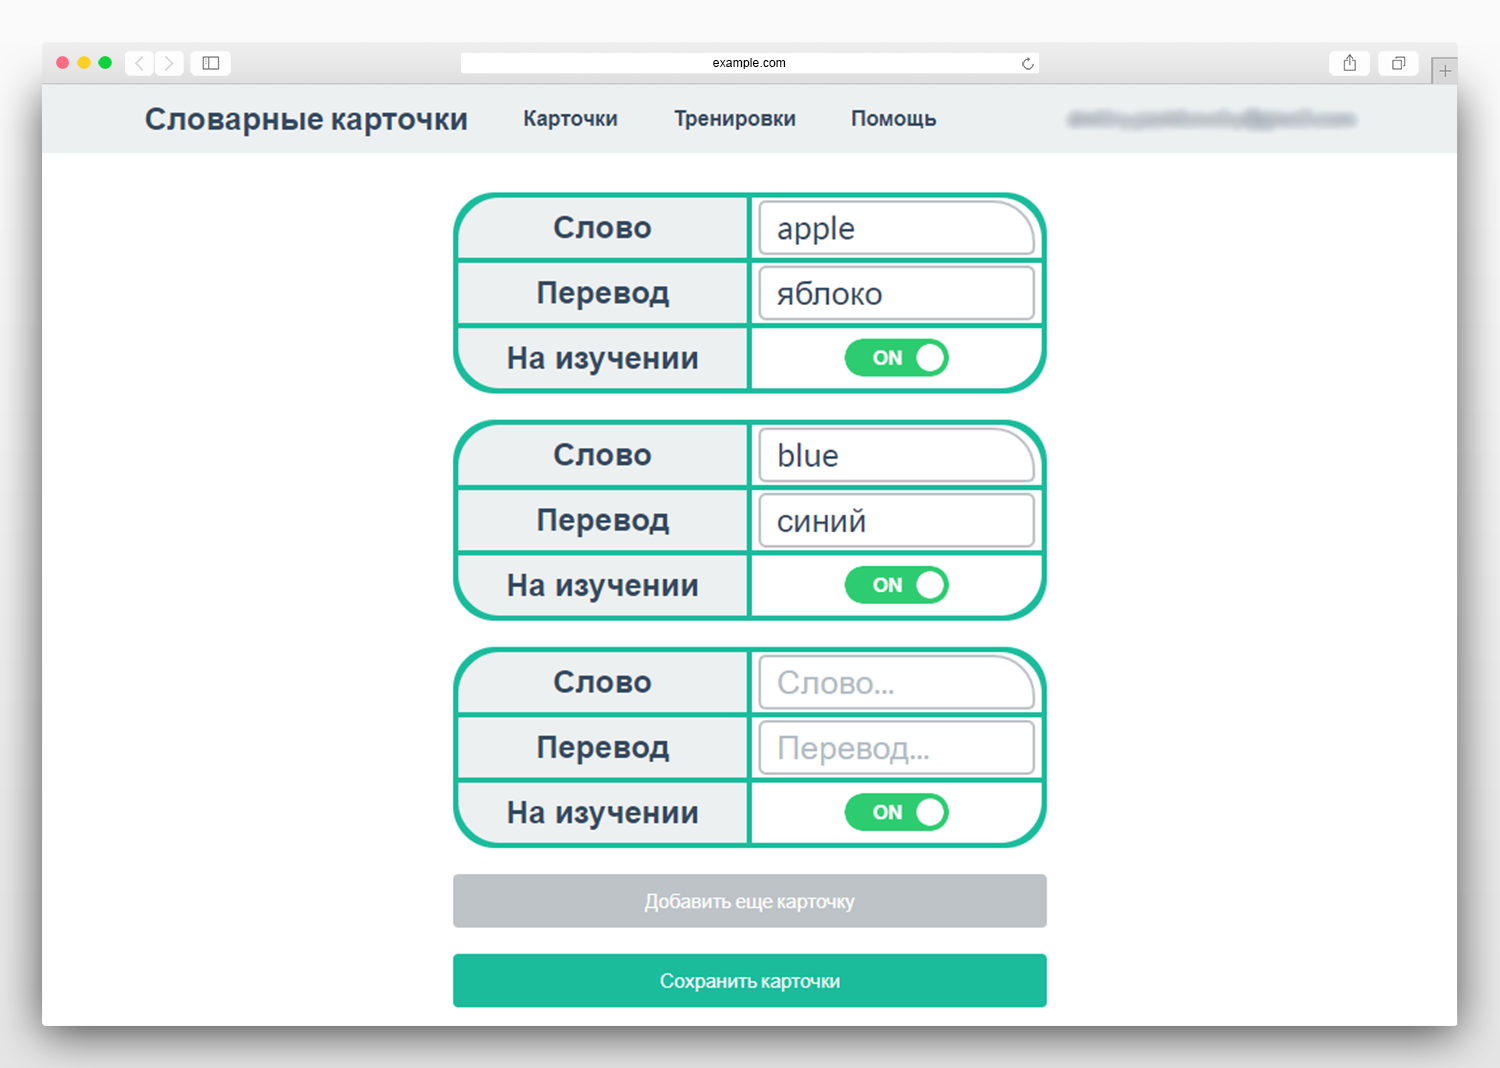 example.com
Словарные карточки Карточки Тренировки Помощь
Слово apple
Перевод яблоко
На изучении ON
Слово blue
Перевод синий
На изучении ON
Слово Слово...
Перевод Перевод...
На изучении ON
Добавить еще карточку
Сохранить карточки